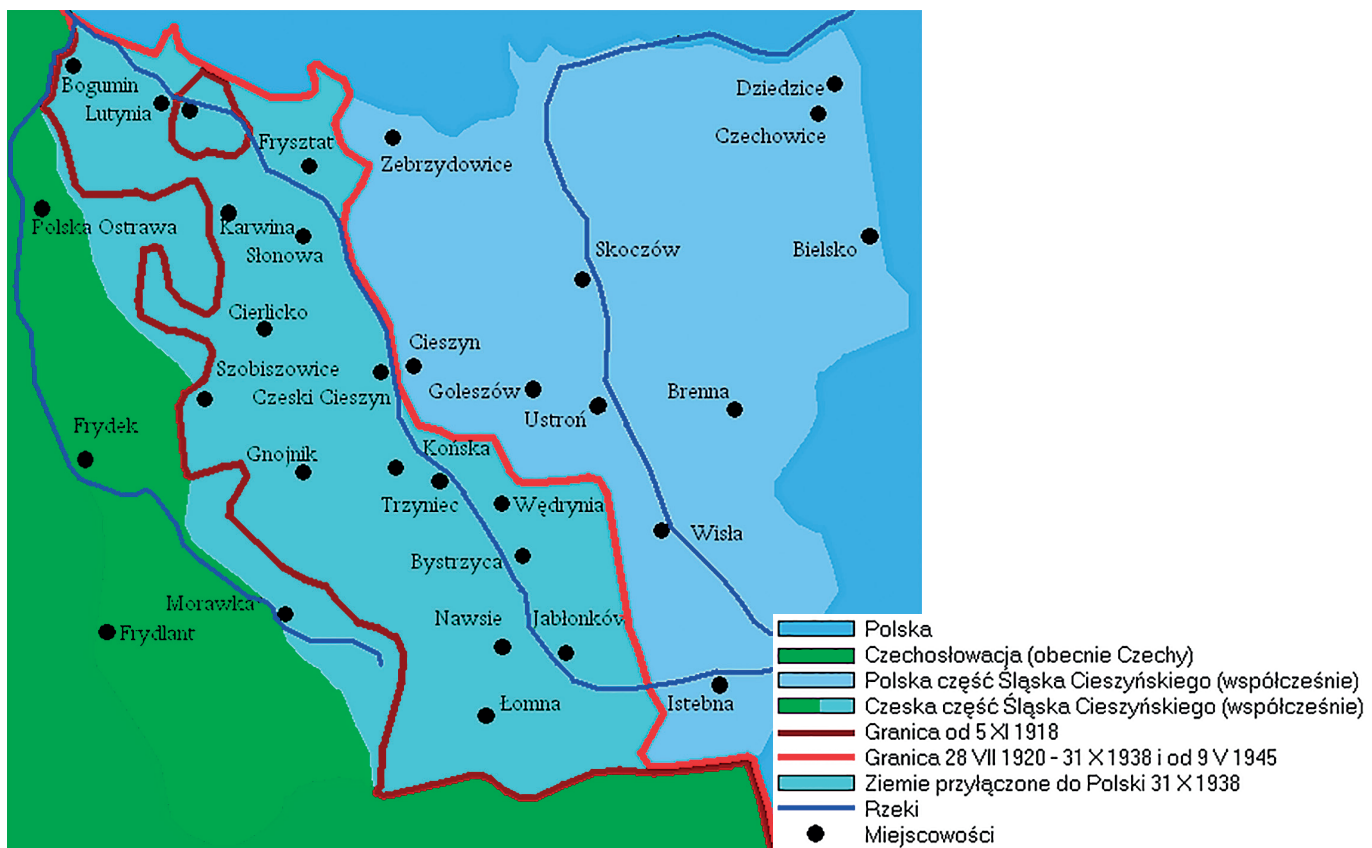 Bogumin
Dziedzice
Lutynia
Czechowice
Frysztat
Zebrzydowice
Polska Ostrawa
Karwina
Słonowa
Skoczów
Bielsko
Cierlicko
Cieszyn
Szobiszowice
Czeski Cieszyn
Goleszów
Brenna
Ustroń
Frydek
Końska
Gnojnik
Trzyniec
Wędrynia
Wisła
Bystrzyca
Morawka
Nawsie
Jabłonków
Frydlant
Łomna
Istebna
Polska
Czechosłowacja (obecnie Czechy)
Polska część Śląska Cieszyńskiego (współcześnie)
Czeska część Śląska Cieszyńskiego (współcześnie)
Granica od 5 XI 1918
Granica 28 VII 1920 - 31 X 1938 i od 9 V 1945
Ziemie przyłączone do Polski 31 X 1938
Rzeki
Miejscowości